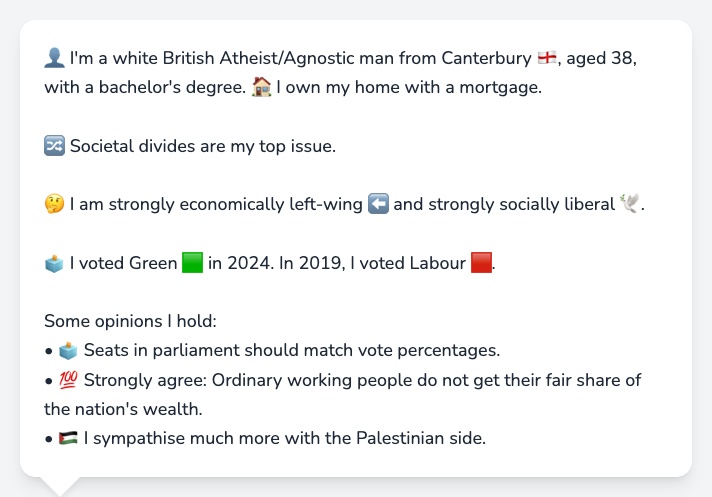 👤 I'm a white British Atheist/Agnostic man from Canterbury 🏴󠁧󠁢󠁥󠁮󠁧󠁿, aged 38,
with a bachelor's degree. 🏠 I own my home with a mortgage.
🔀 Societal divides are my top issue.
🤔 I am strongly economically left-wing ⬅️ and strongly socially liberal 🕊️.
🗳️ I voted Green 🟩 in 2024. In 2019, I voted Labour 🟥.
Some opinions I hold:
• 🗳️ Seats in parliament should match vote percentages.
• 💯 Strongly agree: Ordinary working people do not get their fair share of
the nation's wealth.
• 🇵🇸 I sympathise much more with the Palestinian side.